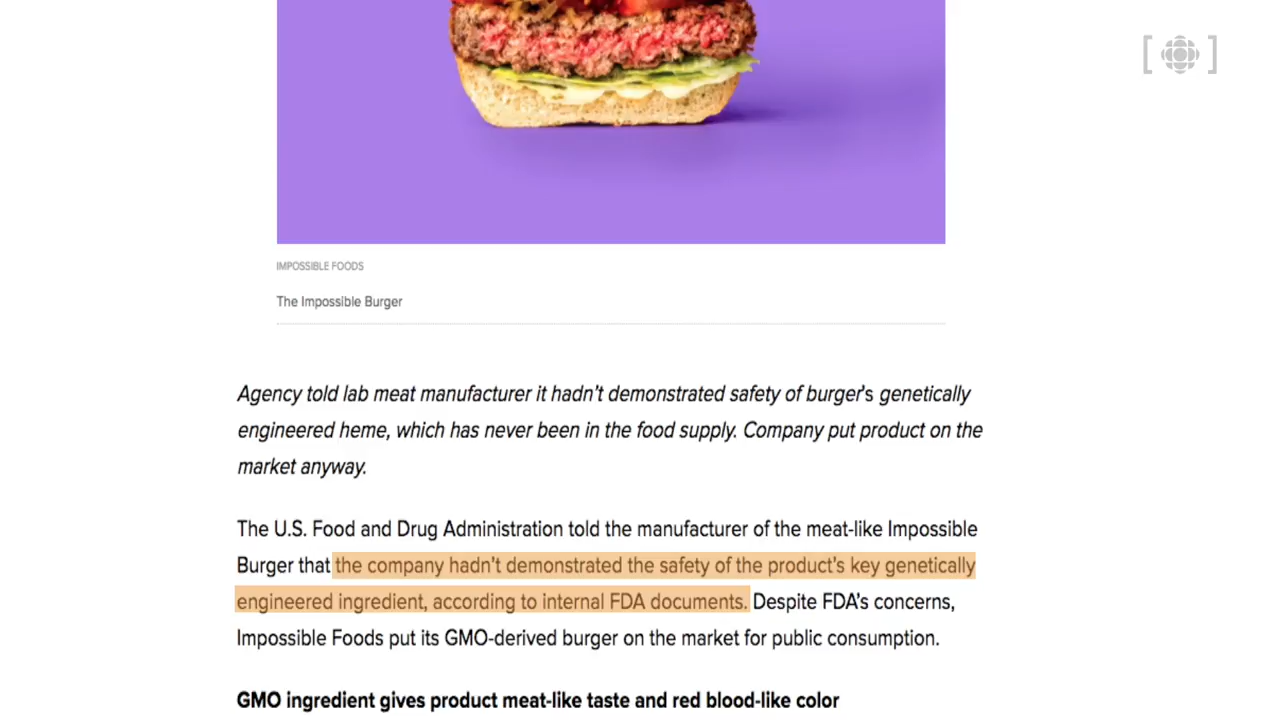 IMPOSSIBLE FOODS
The Impossible Burger
Agency told lab meat manufacturer it hadn't demonstrated safety of burger's genetically
engineered heme, which has never been in the food supply. Company put product on the
market anyway.
The U.S. Food and Drug Administration told the manufacturer of the meat-like Impossible
Burger that the company hadn't demonstrated the safety of the product's key genetically
engineered ingredient, according to internal FDA documents. Despite FDA's concerns,
Impossible Foods put its GMO-derived burger on the market for public consumption.
GMO ingredient gives product meat-like taste and red blood-like color